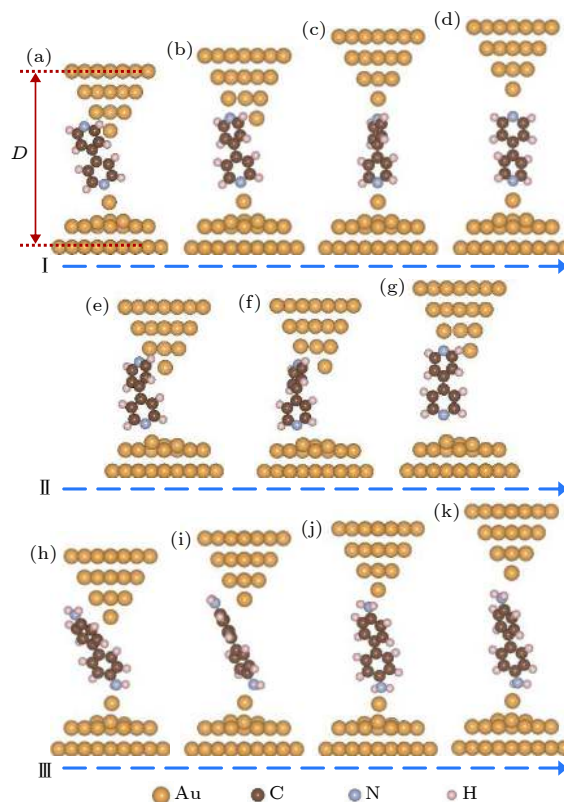 (a) (b) (c) (d)
D
I
(e) (f) (g)
II
(h) (i) (j) (k)
III
Au C N H